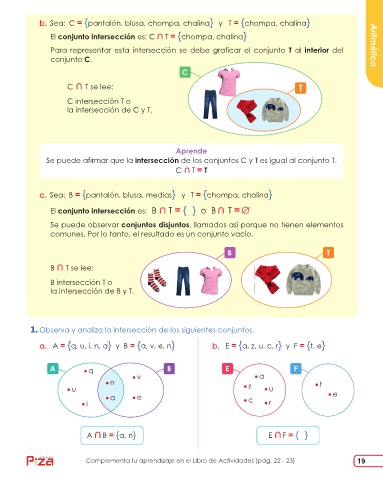 b. Sea: C = {pantalón, blusa, chompa, chalina} y T = {chompa, chalina}
El conjunto intersección es: C ∩ T = {chompa, chalina}
Para representar esta intersección se debe graficar el conjunto T al interior del
conjunto C.
Aritmética
C
C ∩ T se lee:
T
C intersección T o
la intersección de C y T.
Aprende
Se puede afirmar que la intersección de los conjuntos C y T es igual al conjunto T.
C ∩ T = T
c. Sea: B = {pantalón, blusa, medias} y T = {chompa, chalina}
El conjunto intersección es: B ∩ T = { } o B ∩ T = ∅
Se puede observar conjuntos disjuntos, llamados así porque no tienen elementos
comunes. Por lo tanto, el resultado es un conjunto vacío.
B T
B ∩ T se lee:
B intersección T o
la intersección de B y T.
1. Observa y analiza la intersección de los siguientes conjuntos.
a. A = {q, u, i, n, a} y B = {a, v, e, n} b. E = {a, z, u, c, r} y F = {t, e}
A B E F
•q •v •a
•n •z •u •t
•u •a •e •e
•i •c •r
A ∩ B = {a, n} E ∩ F = { }
Piza
Complementa tu aprendizaje en el Libro de Actividades (pág. 22 - 23)
19